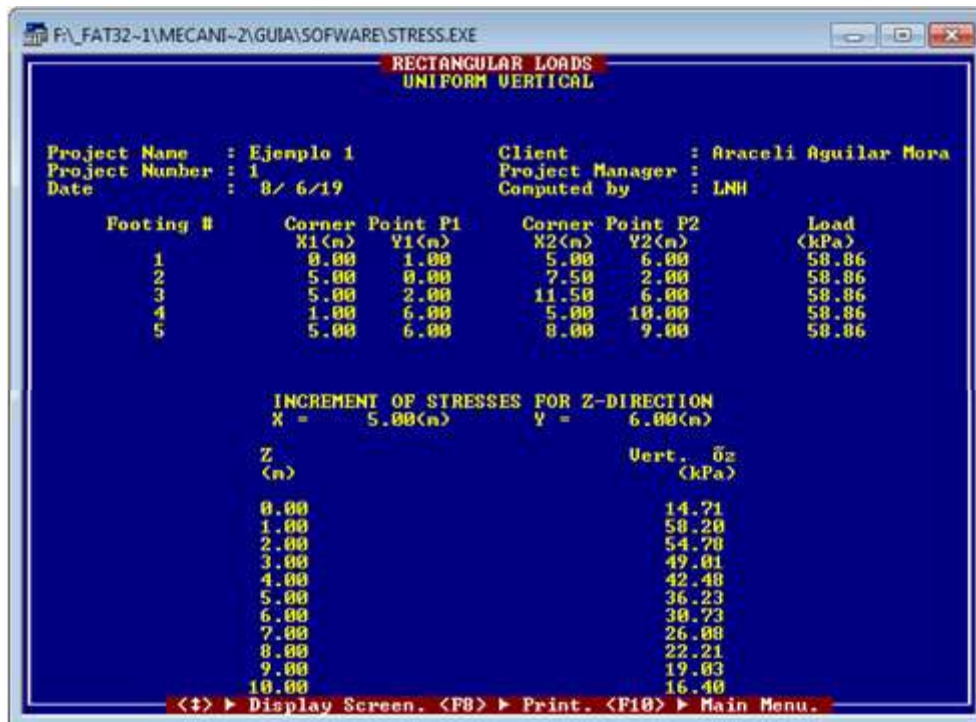 F:\_FAT32~1\MECANI~2\GUIA\SOFWARE\STRESS.EXE
RECTANGULAR LOADS
UNIFORM VERTICAL
Project Name : Ejemplo 1 Client : Araceli Aguilar Mora
Project Number : 1 Project Manager :
Date : 8/ 6/19 Computed by : LNH
Footing # Corner Point P1 Corner Point P2 Load
X1(m) Y1(m) X2(m) Y2(m) (kPa)
1 0.00 1.00 5.00 6.00 58.86
2 5.00 0.00 7.50 2.00 58.86
3 5.00 2.00 11.50 6.00 58.86
4 1.00 6.00 5.00 10.00 58.86
5 5.00 6.00 8.00 9.00 58.86
INCREMENT OF STRESSES FOR Z-DIRECTION
X = 5.00(m) Y = 6.00(m)
Z Vert. őz
(m) (kPa)
0.00 14.71
1.00 58.20
2.00 54.78
3.00 49.01
4.00 42.48
5.00 36.23
6.00 30.73
7.00 26.08
8.00 22.21
9.00 19.03
10.00 16.40
<↕> ► Display Screen. <F8> ► Print. <F10> ► Main Menu.